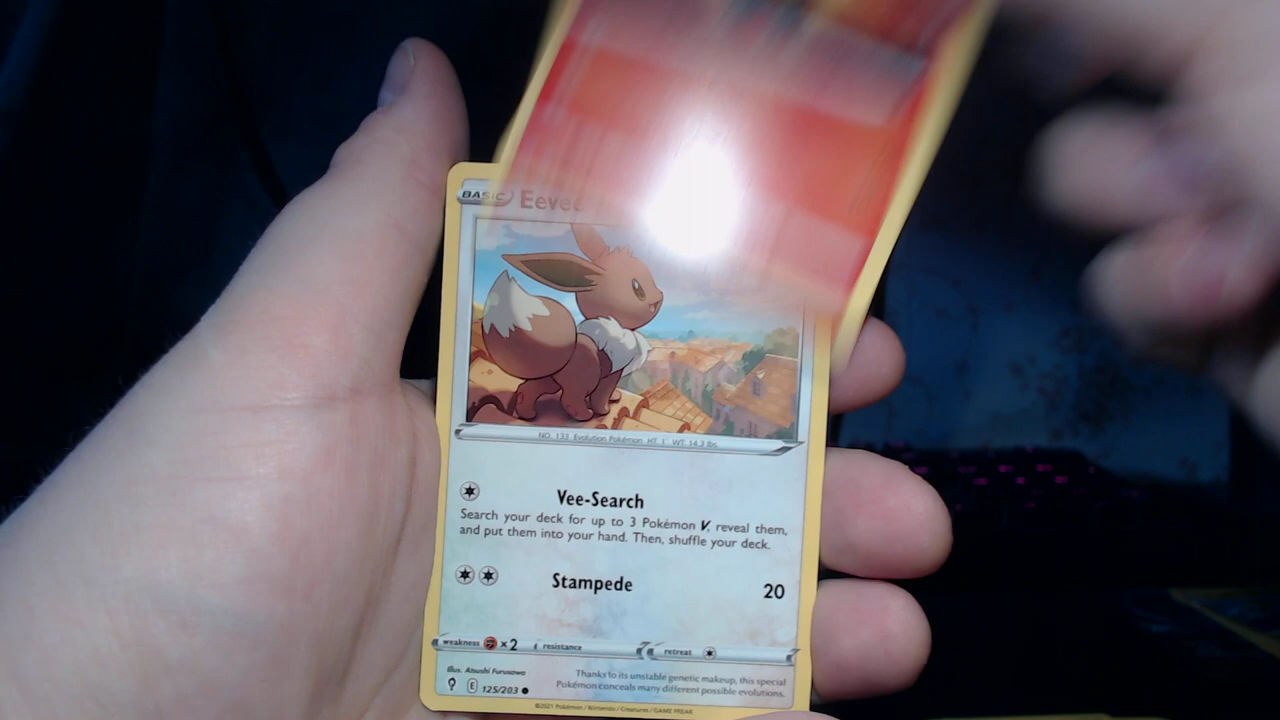 BASIC Eevee
NO. 133 Evolution Pokémon HT: 1' WT: 14.3 lbs.
Vee-Search
Search your deck for up to 3 Pokémon V, reveal them,
and put them into your hand. Then, shuffle your deck.
Stampede 20
weakness ×2 resistance retreat
Illus. Atsushi Furusawa
Thanks to its unstable genetic makeup, this special
Pokémon conceals many different possible evolutions.
E 125/203
©2021 Pokémon / Nintendo / Creatures / GAME FREAK